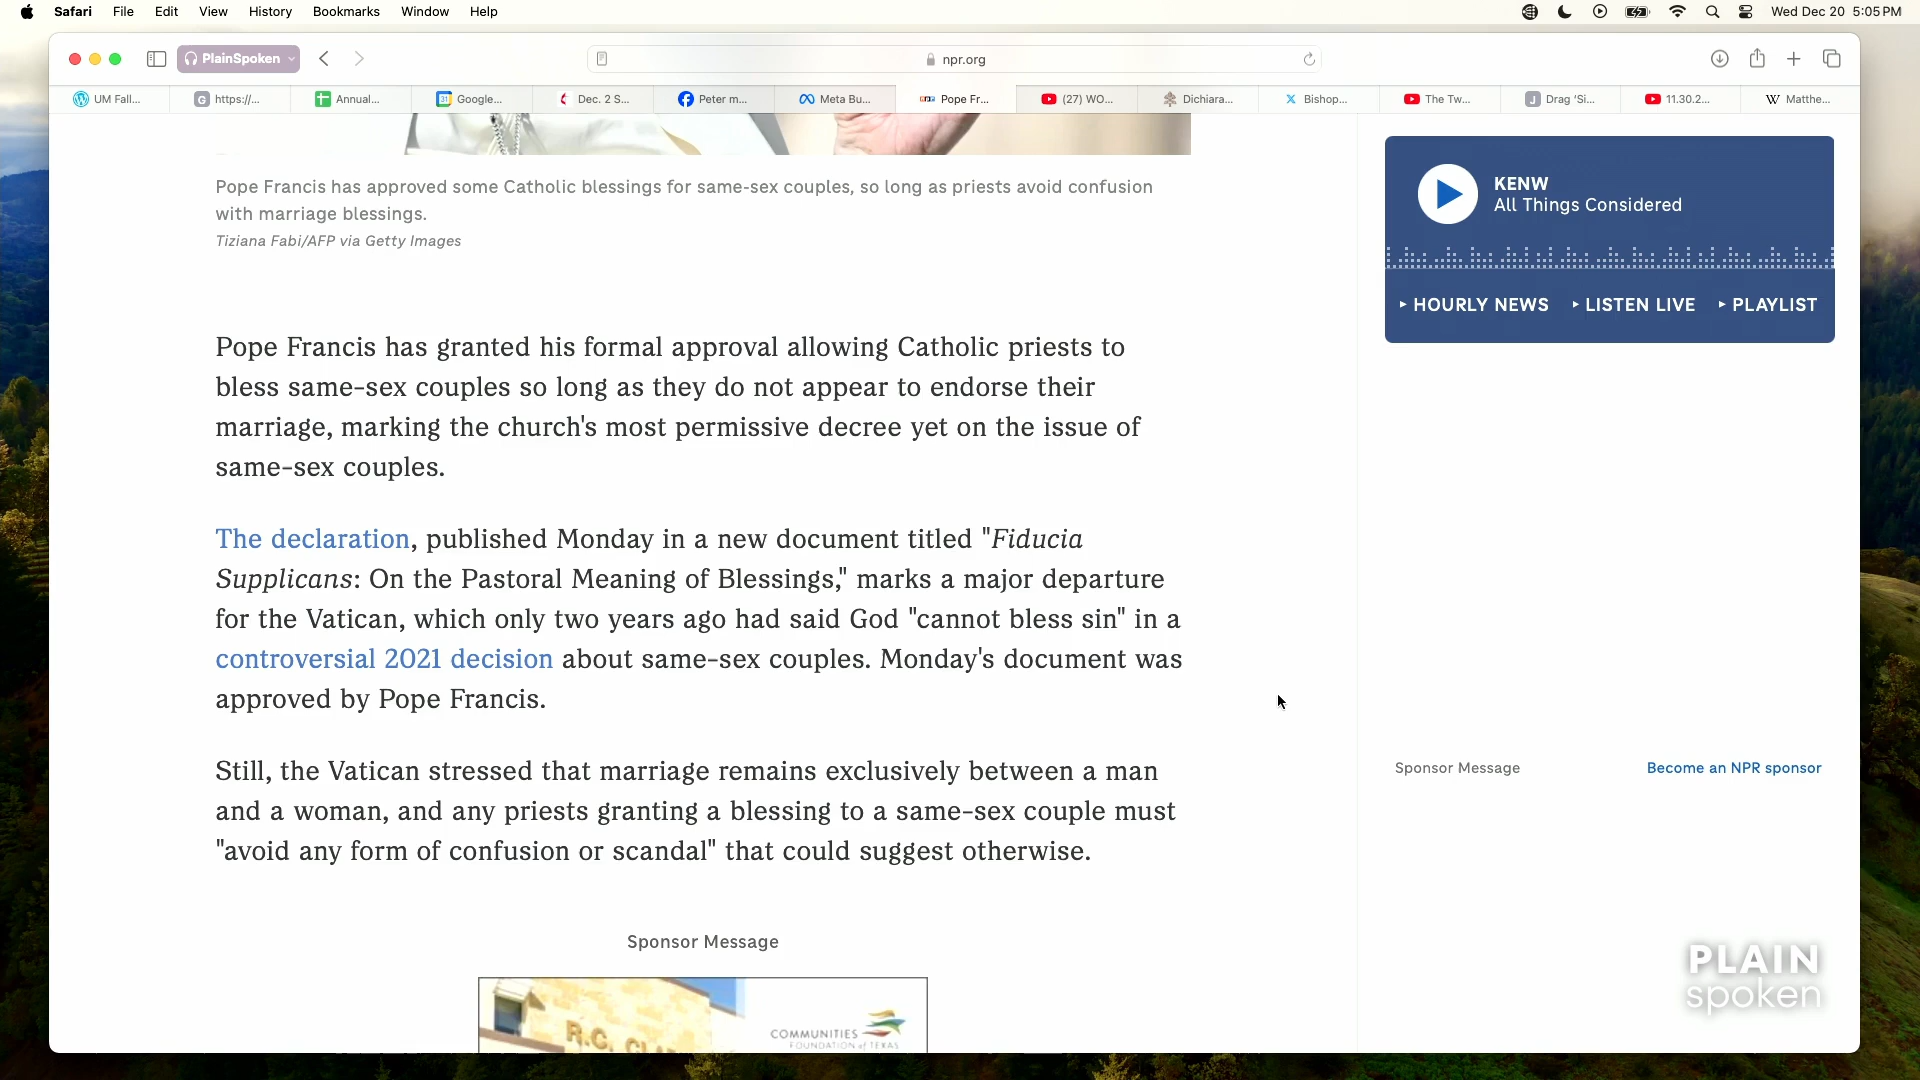 Safari File Edit View History Bookmarks Window Help Wed Dec 20 5:05 PM
PlainSpoken npr.org
UM Fall... https://... Annual... Google... Dec. 2 S... Peter m... Meta Bu... Pope Fr... (27) WO... Dichiara... Bishop... The Tw... Drag 'Si... 11.30.2... Matthe...
Pope Francis has approved some Catholic blessings for same-sex couples, so long as priests avoid confusion
with marriage blessings.
Tiziana Fabi/AFP via Getty Images
Pope Francis has granted his formal approval allowing Catholic priests to
bless same-sex couples so long as they do not appear to endorse their
marriage, marking the church's most permissive decree yet on the issue of
same-sex couples.
The declaration, published Monday in a new document titled "Fiducia
Supplicans: On the Pastoral Meaning of Blessings," marks a major departure
for the Vatican, which only two years ago had said God "cannot bless sin" in a
controversial 2021 decision about same-sex couples. Monday's document was
approved by Pope Francis.
Still, the Vatican stressed that marriage remains exclusively between a man
and a woman, and any priests granting a blessing to a same-sex couple must
"avoid any form of confusion or scandal" that could suggest otherwise.
Sponsor Message
R.C.
COMMUNITIES
FOUNDATION of TEXAS
KENW
All Things Considered
HOURLY NEWS LISTEN LIVE PLAYLIST
Sponsor Message Become an NPR sponsor
PLAIN
spoken